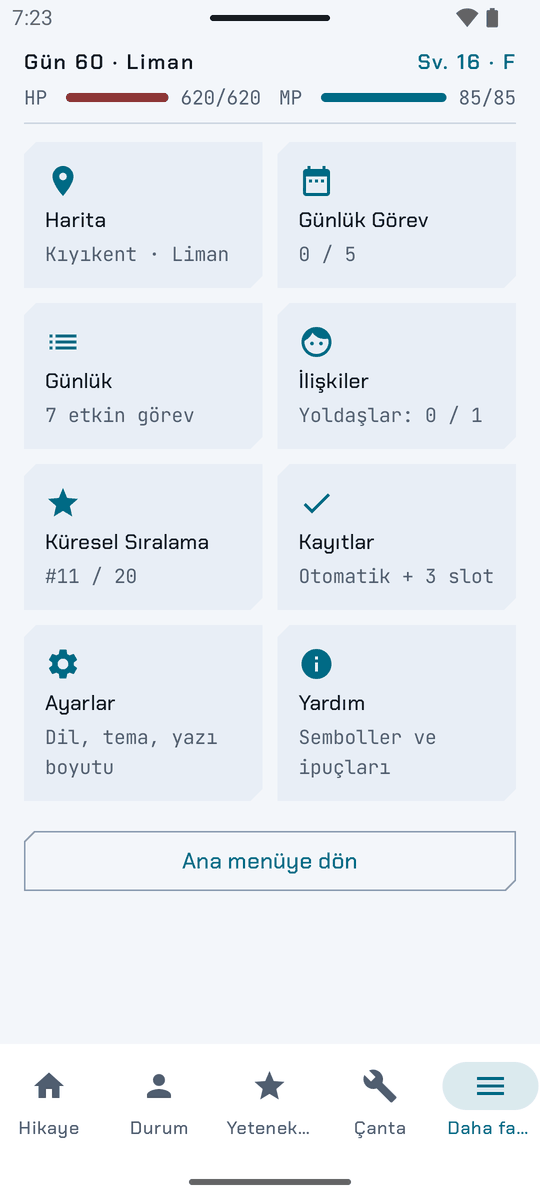 7:23
Gün 60 · Liman
Sv. 16 · F
HP 620/620 MP 85/85
Harita
Kıyıkent · Liman
Günlük Görev
0 / 5
Günlük
7 etkin görev
İlişkiler
Yoldaşlar: 0 / 1
Küresel Sıralama
#11 / 20
Kayıtlar
Otomatik + 3 slot
Ayarlar
Dil, tema, yazı
boyutu
Yardım
Semboller ve
ipuçları
Ana menüye dön
Hikaye
Durum
Yetenek...
Çanta
Daha fa...